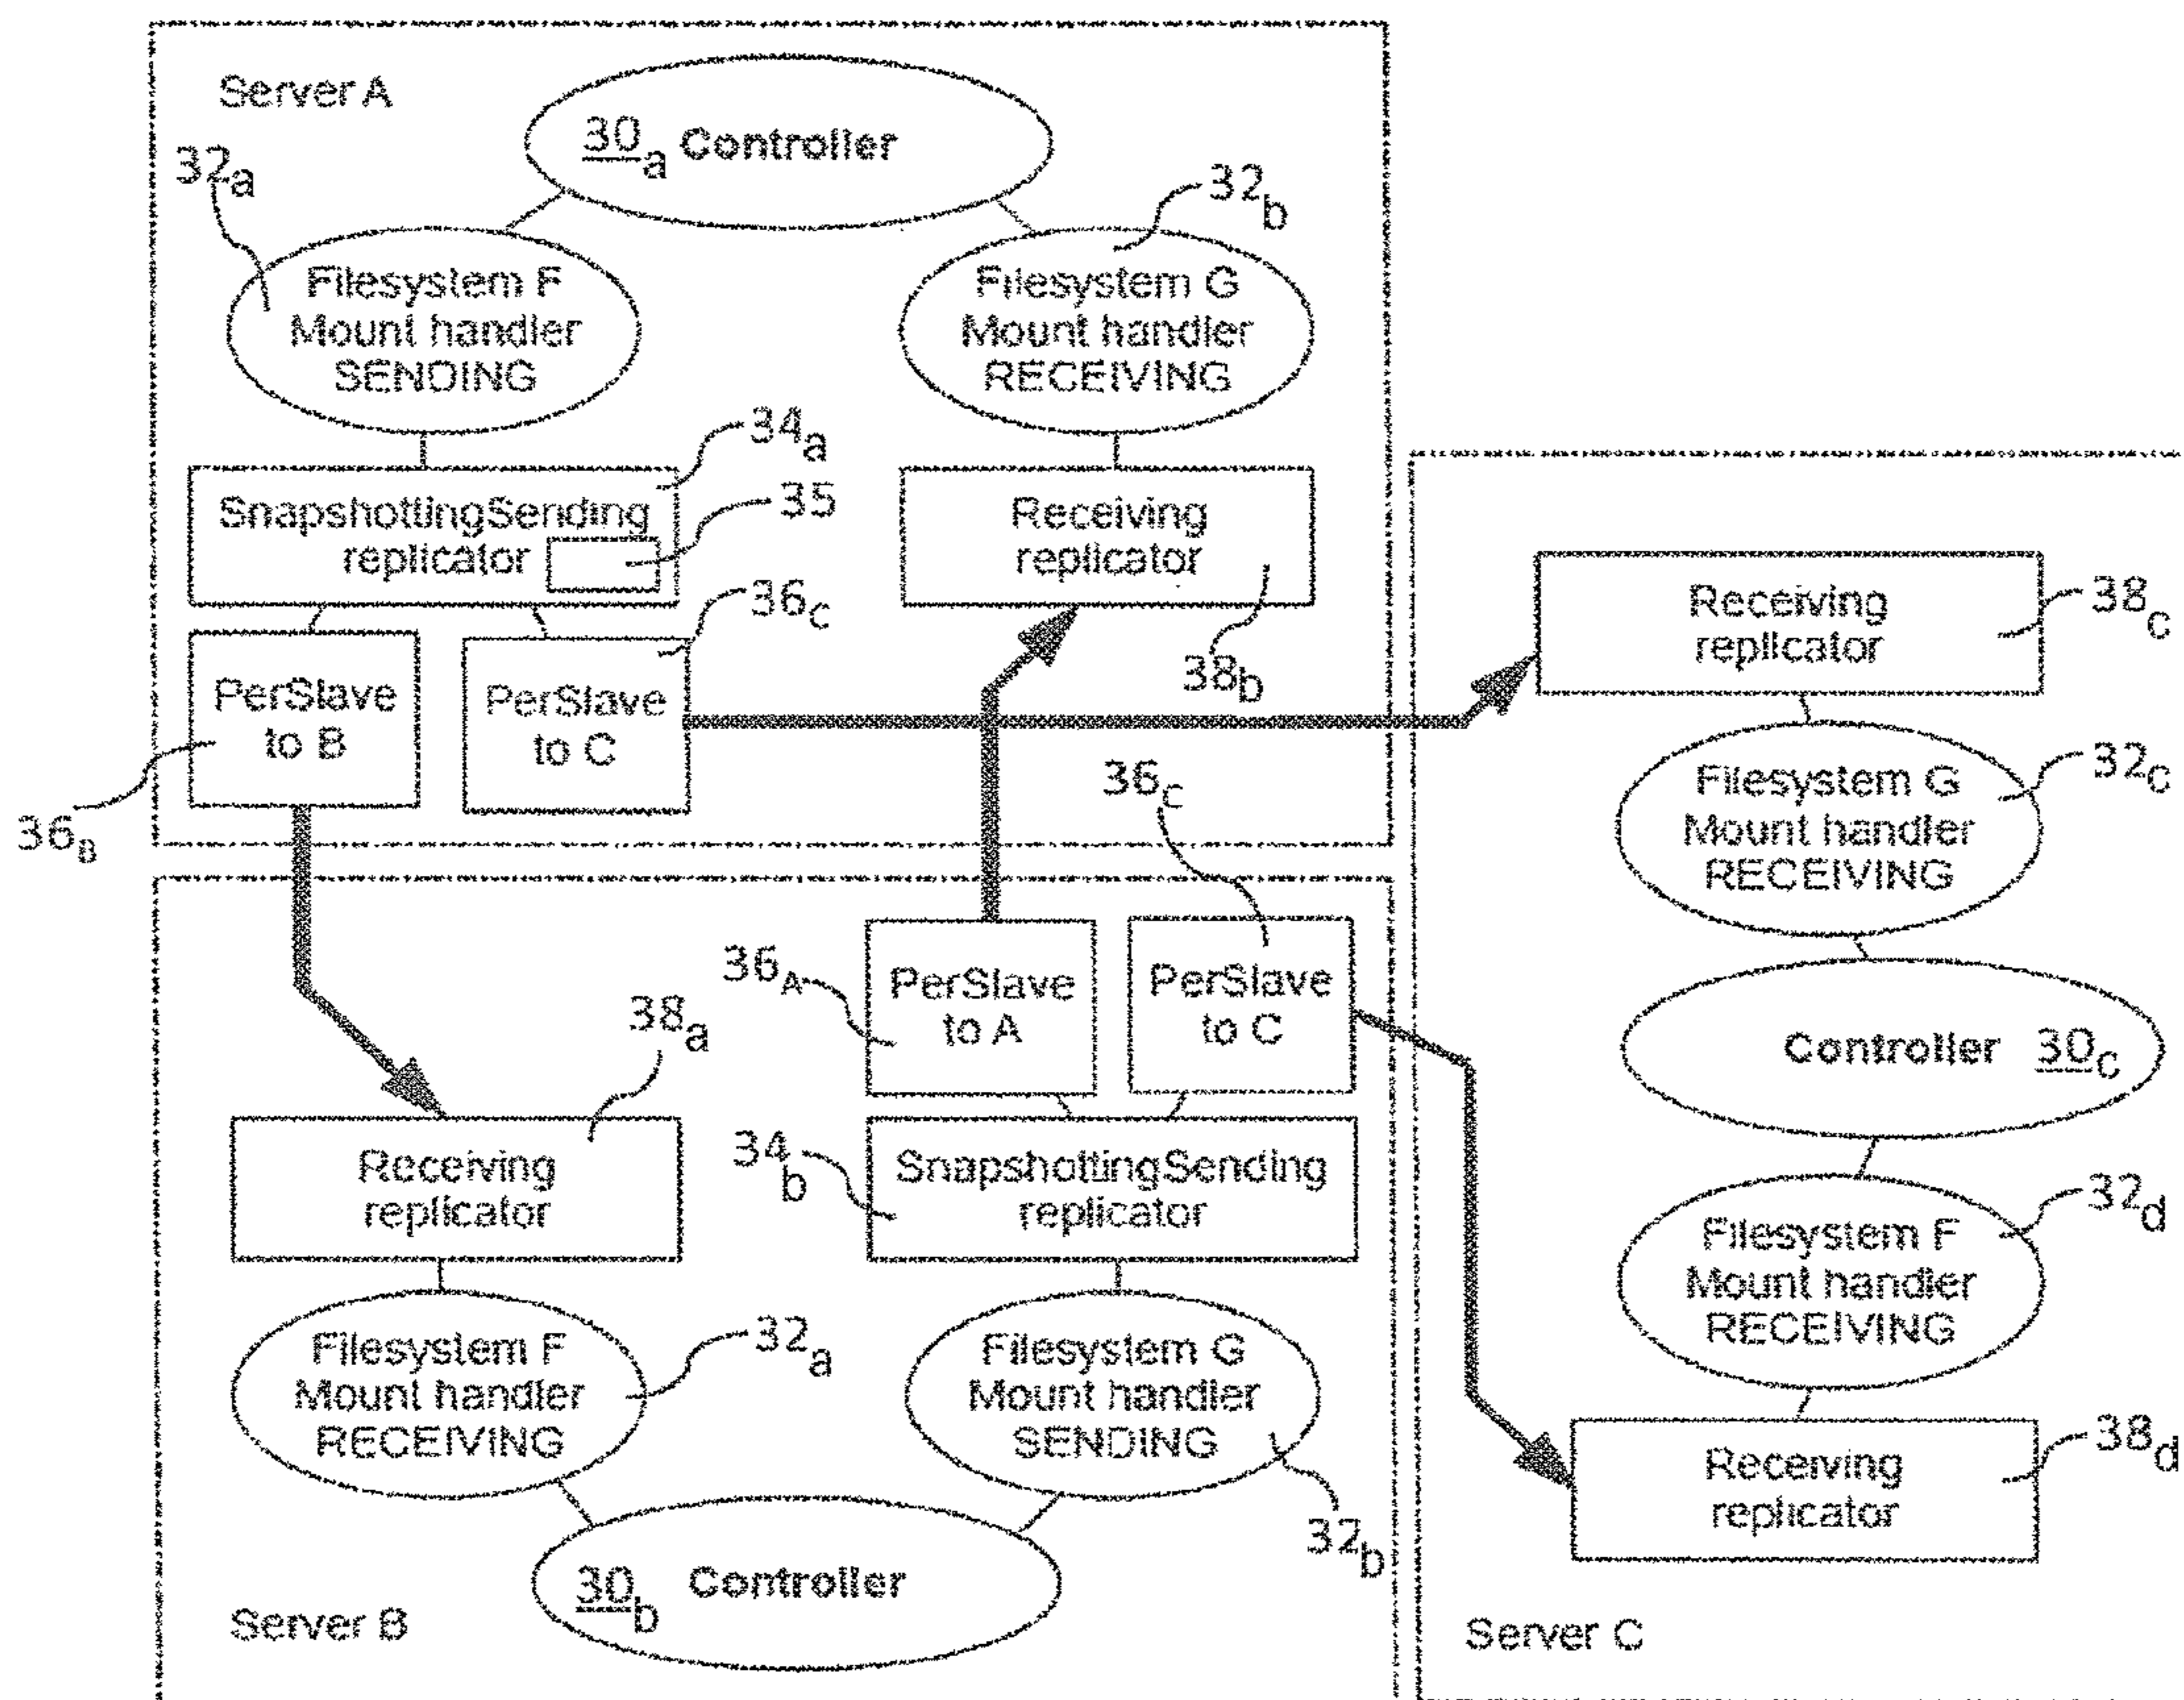 Server A
30a Controller
32a
32b
Filesystem F
Mount handler
SENDING
Filesystem G
Mount handler
RECEIVING
34a
35
SnapshottingSending
replicator
Receiving
replicator
36C
38b
PerSlave
to B
PerSlave
to C
36B
Receiving
replicator
38c
Filesystem G
Mount handler
RECEIVING
32c
36C
36A
PerSlave
to A
PerSlave
to C
38a
Controller 30c
Receiving
replicator
34b
SnapshottingSending
replicator
Filesystem F
Mount handler
RECEIVING
32d
Filesystem F
Mount handler
RECEIVING
32a
Filesystem G
Mount handler
SENDING
32b
Receiving
replicator
38d
30b Controller
Server B
Server C